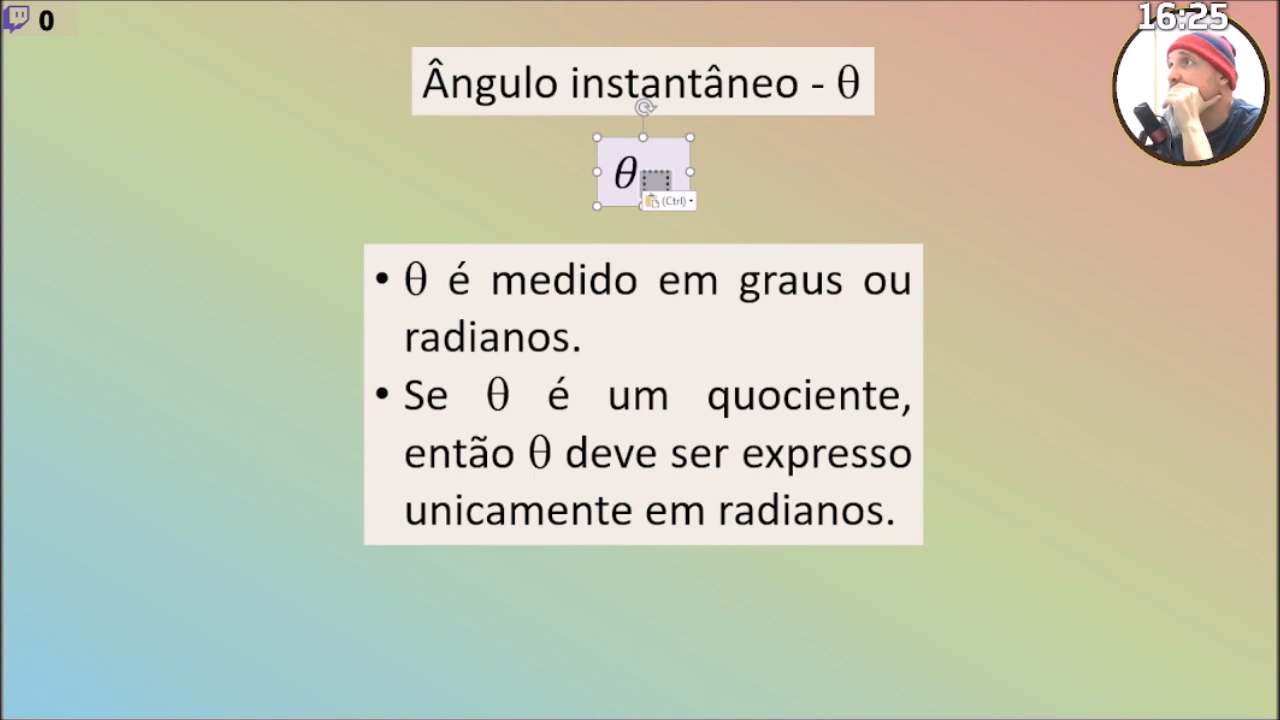 0
16:25
Ângulo instantâneo - θ
θ
(Ctrl)
• θ é medido em graus ou
radianos.
• Se θ é um quociente,
então θ deve ser expresso
unicamente em radianos.